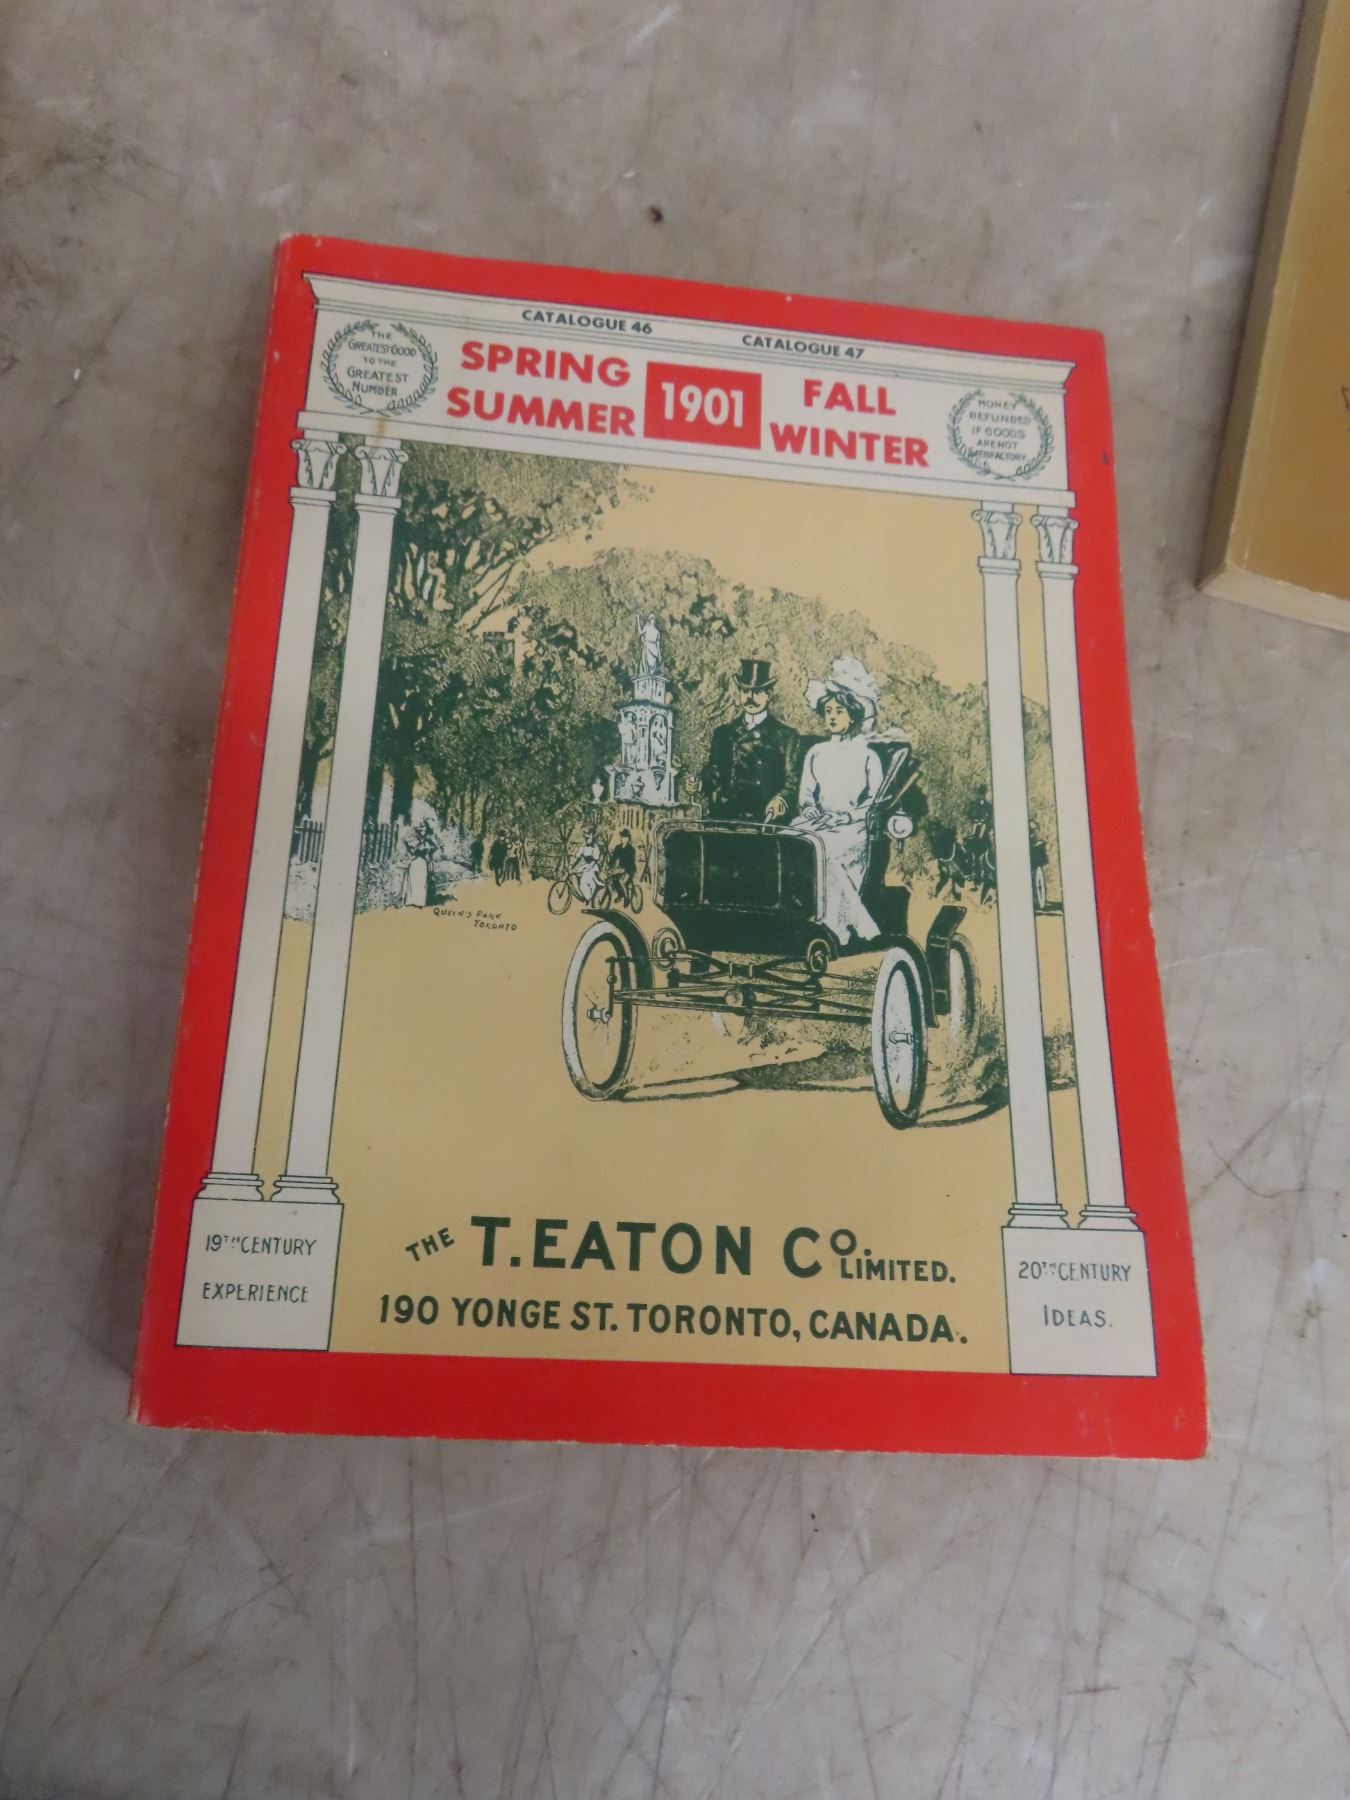 CATALOGUE 46
CATALOGUE 47
THE
GREATEST GOOD
TO THE
GREATEST
NUMBER
SPRING
SUMMER
1901
FALL
WINTER
MONEY
REFUNDED
IF GOODS
ARE NOT
SATISFACTORY
QUEEN'S PARK
TORONTO
THE T. EATON Co. LIMITED.
190 YONGE ST. TORONTO, CANADA.
19TH CENTURY
EXPERIENCE
20TH CENTURY
IDEAS.